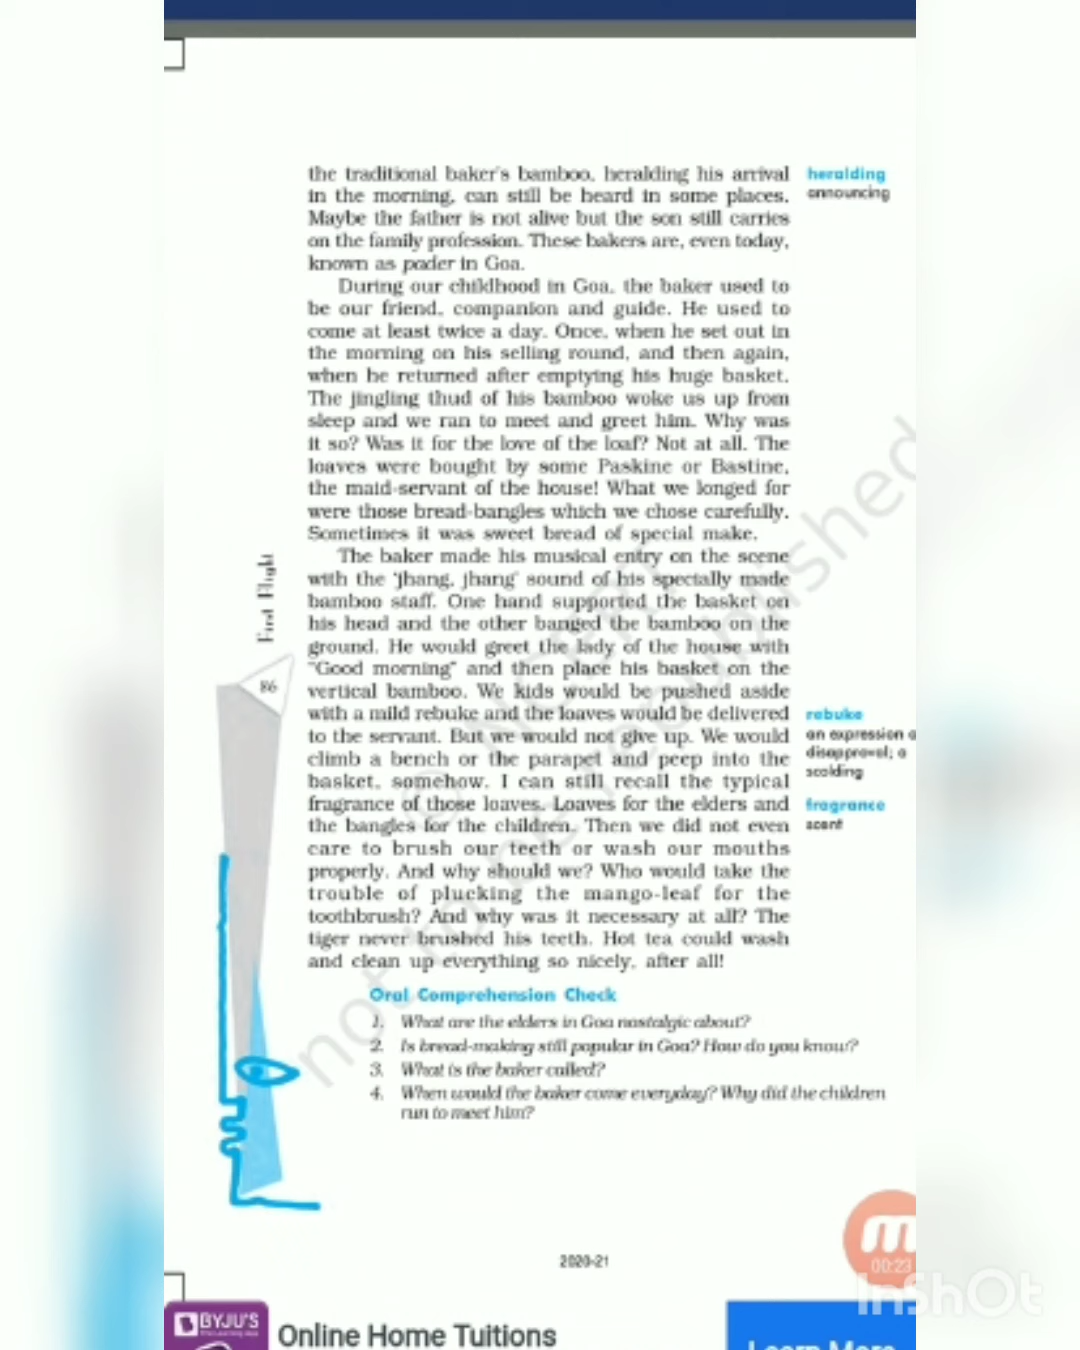 the traditional baker's bamboo, heralding his arrival
in the morning, can still be heard in some places.
Maybe the father is not alive but the son still carries
on the family profession. These bakers are, even today,
known as pader in Goa.
During our childhood in Goa, the baker used to
be our friend, companion and guide. He used to
come at least twice a day. Once, when he set out in
the morning on his selling round, and then again,
when he returned after emptying his huge basket.
The jingling thud of his bamboo woke us up from
sleep and we ran to meet and greet him. Why was
it so? Was it for the love of the loaf? Not at all. The
loaves were bought by some Paskine or Bastine,
the maid-servant of the house! What we longed for
were those bread-bangles which we chose carefully.
Sometimes it was sweet bread of special make.
The baker made his musical entry on the scene
with the 'jhang, jhang' sound of his specially made
bamboo staff. One hand supported the basket on
his head and the other banged the bamboo on the
ground. He would greet the lady of the house with
"Good morning" and then place his basket on the
vertical bamboo. We kids would be pushed aside
with a mild rebuke and the loaves would be delivered
to the servant. But we would not give up. We would
climb a bench or the parapet and peep into the
basket, somehow. I can still recall the typical
fragrance of those loaves. Loaves for the elders and
the bangles for the children. Then we did not even
care to brush our teeth or wash our mouths
properly. And why should we? Who would take the
trouble of plucking the mango-leaf for the
toothbrush? And why was it necessary at all? The
tiger never brushed his teeth. Hot tea could wash
and clean up everything so nicely, after all!
heralding
announcing
rebuke
an expression o
disapproval; a
scolding
fragrance
scent
First Flight
86
Oral Comprehension Check
1. What are the elders in Goa nostalgic about?
2. Is bread-making still popular in Goa? How do you know?
3. What is the baker called?
4. When would the baker come everyday? Why did the children
run to meet him?
© NCERT
not to be republished
2020-21
00:23
InShOt
BYJU'S
Online Home Tuitions
Learn More